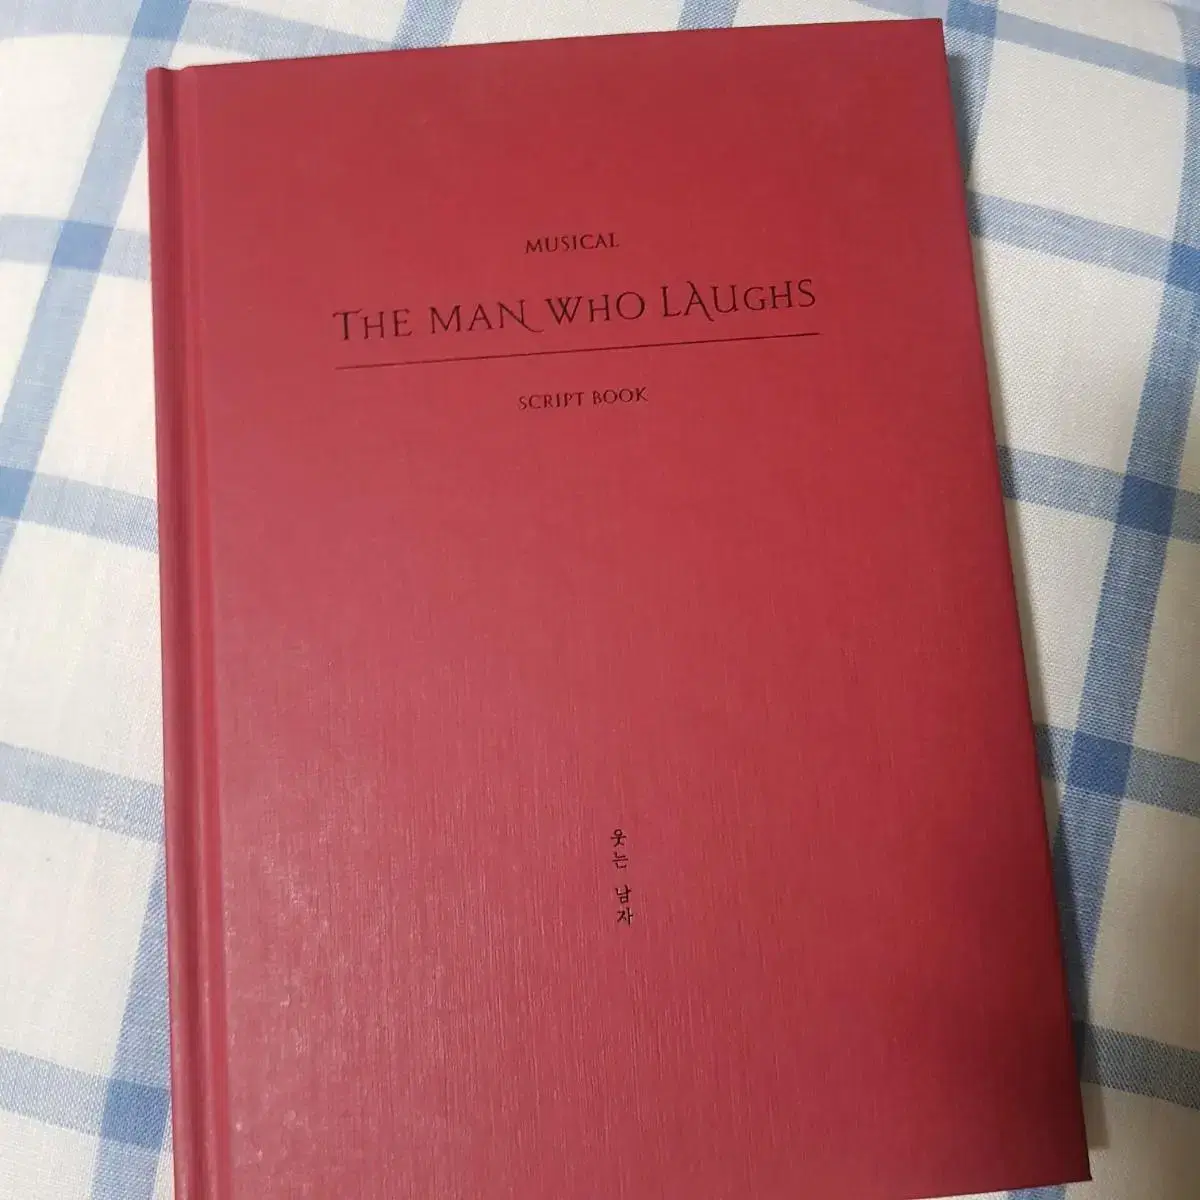 MUSICAL
THE MAN WHO LAUGHS
SCRIPT BOOK
웃는 남자